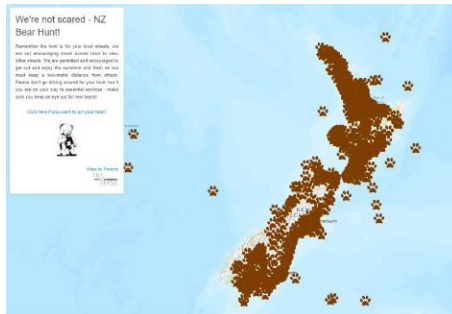 We're not scared - NZ
Bear Hunt!
Remember the hunt is for your local streets, we
are not encouraging travel across town to view
other streets. We are permitted and encouraged to
get out and enjoy the sunshine and fresh air but
must keep a two-metre distance from others.
Please don't go driving around for your hunt, but if
you are on your way to essential services - make
sure you keep an eye out for new bears!
Click here if you want to pin your bear!